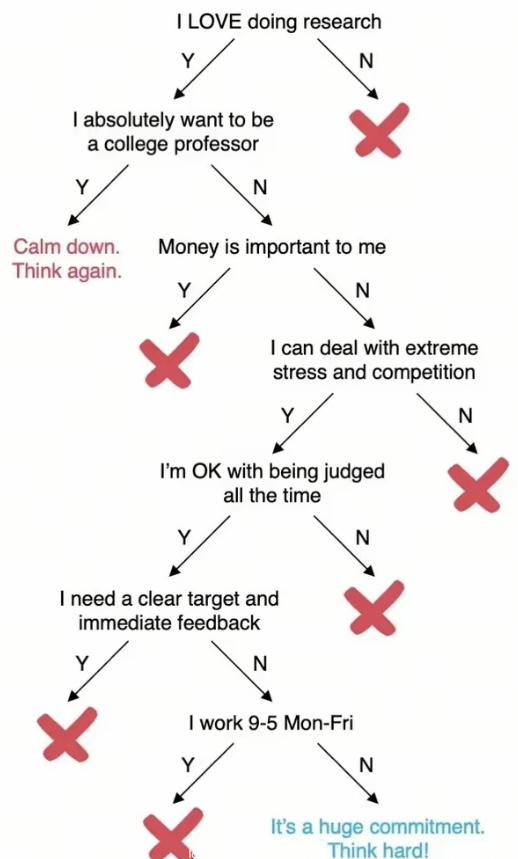 I LOVE doing research
Y
N
I absolutely want to be
a college professor
Y
N
Calm down.
Think again.
Money is important to me
Y
N
I can deal with extreme
stress and competition
Y
N
I'm OK with being judged
all the time
Y
N
I need a clear target and
immediate feedback
Y
N
I work 9-5 Mon-Fri
Y
N
It's a huge commitment.
Think hard!